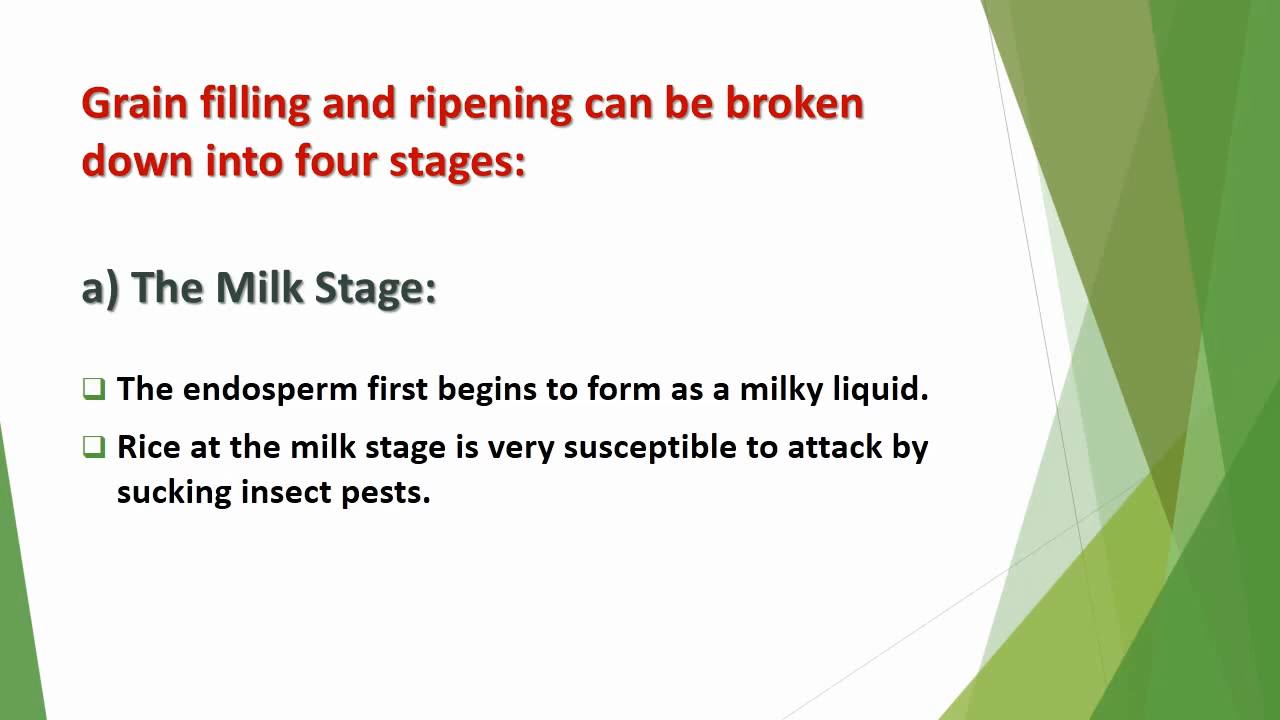 Grain filling and ripening can be broken
down into four stages:
a) The Milk Stage:
The endosperm first begins to form as a milky liquid.
Rice at the milk stage is very susceptible to attack by
sucking insect pests.